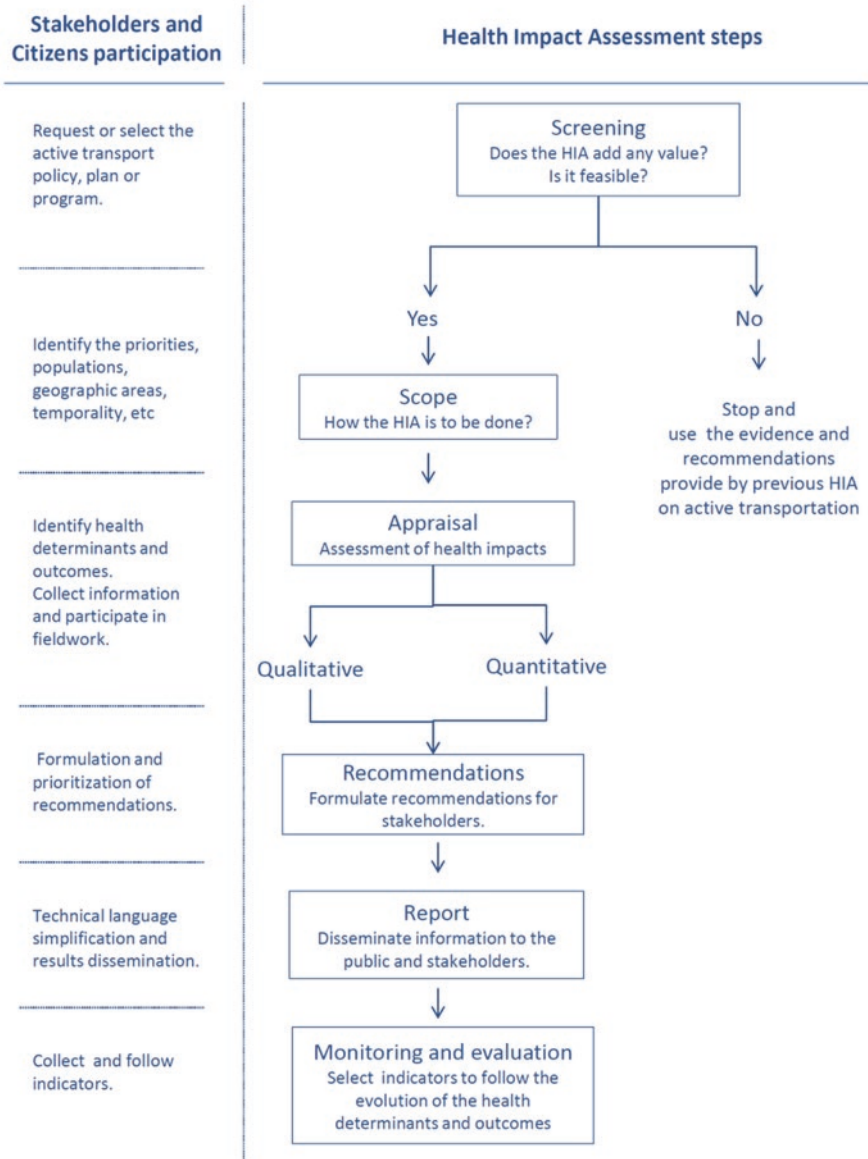 Stakeholders and
Citizens participation
Health Impact Assessment steps
Request or select the
active transport
policy, plan or
program.
Screening
Does the HIA add any value?
Is it feasible?
Yes
No
Identify the priorities,
populations,
geographic areas,
temporality, etc
Scope
How the HIA is to be done?
Stop and
use the evidence and
recommendations
provide by previous HIA
on active transportation
Identify health
determinants and
outcomes.
Collect information
and participate in
fieldwork.
Appraisal
Assessment of health impacts
Qualitative
Quantitative
Formulation and
prioritization of
recommendations.
Recommendations
Formulate recommendations for
stakeholders.
Technical language
simplification and
results dissemination.
Report
Disseminate information to the
public and stakeholders.
Collect and follow
indicators.
Monitoring and evaluation
Select indicators to follow the
evolution of the health
determinants and outcomes